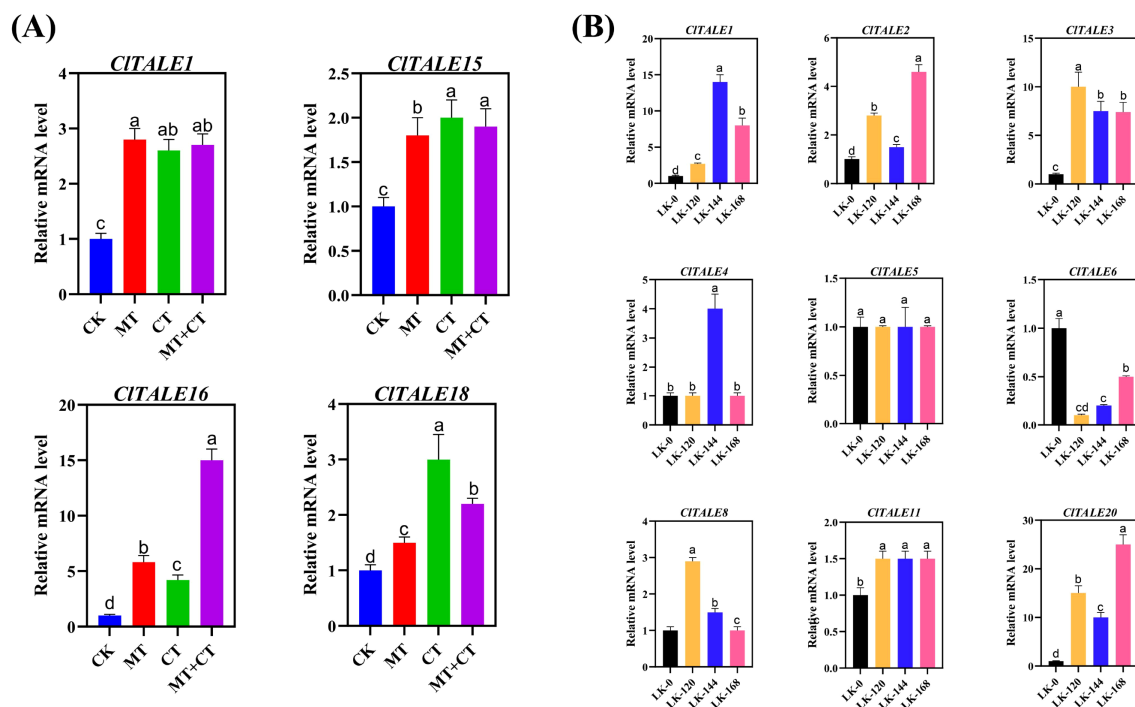 (A)
ClTALE1
Relative mRNA level
4
3
2
1
0
c
a
ab
ab
CK
MT
CT
MT+CT
ClTALE15
Relative mRNA level
2.5
2.0
1.5
1.0
0.5
0.0
c
b
a
a
CK
MT
CT
MT+CT
ClTALE16
Relative mRNA level
20
15
10
5
0
d
b
c
a
CK
MT
CT
MT+CT
ClTALE18
Relative mRNA level
4
3
2
1
0
d
c
a
b
CK
MT
CT
MT+CT
(B)
ClTALE1
Relative mRNA level
20
15
10
5
0
d
c
a
b
LK-0
LK-120
LK-144
LK-168
ClTALE2
Relative mRNA level
6
4
2
0
d
b
c
a
LK-0
LK-120
LK-144
LK-168
ClTALE3
Relative mRNA level
15
10
5
0
c
a
b
b
LK-0
LK-120
LK-144
LK-168
ClTALE4
Relative mRNA level
5
4
3
2
1
0
b
b
a
b
LK-0
LK-120
LK-144
LK-168
ClTALE5
Relative mRNA level
1.5
1.0
0.5
0.0
a
a
a
a
LK-0
LK-120
LK-144
LK-168
ClTALE6
Relative mRNA level
1.5
1.0
0.5
0.0
a
cd
c
b
LK-0
LK-120
LK-144
LK-168
ClTALE8
Relative mRNA level
4
3
2
1
0
c
a
b
c
LK-0
LK-120
LK-144
LK-168
ClTALE11
Relative mRNA level
2.0
1.5
1.0
0.5
0.0
b
a
a
a
LK-0
LK-120
LK-144
LK-168
ClTALE20
Relative mRNA level
30
20
10
0
d
b
c
a
LK-0
LK-120
LK-144
LK-168